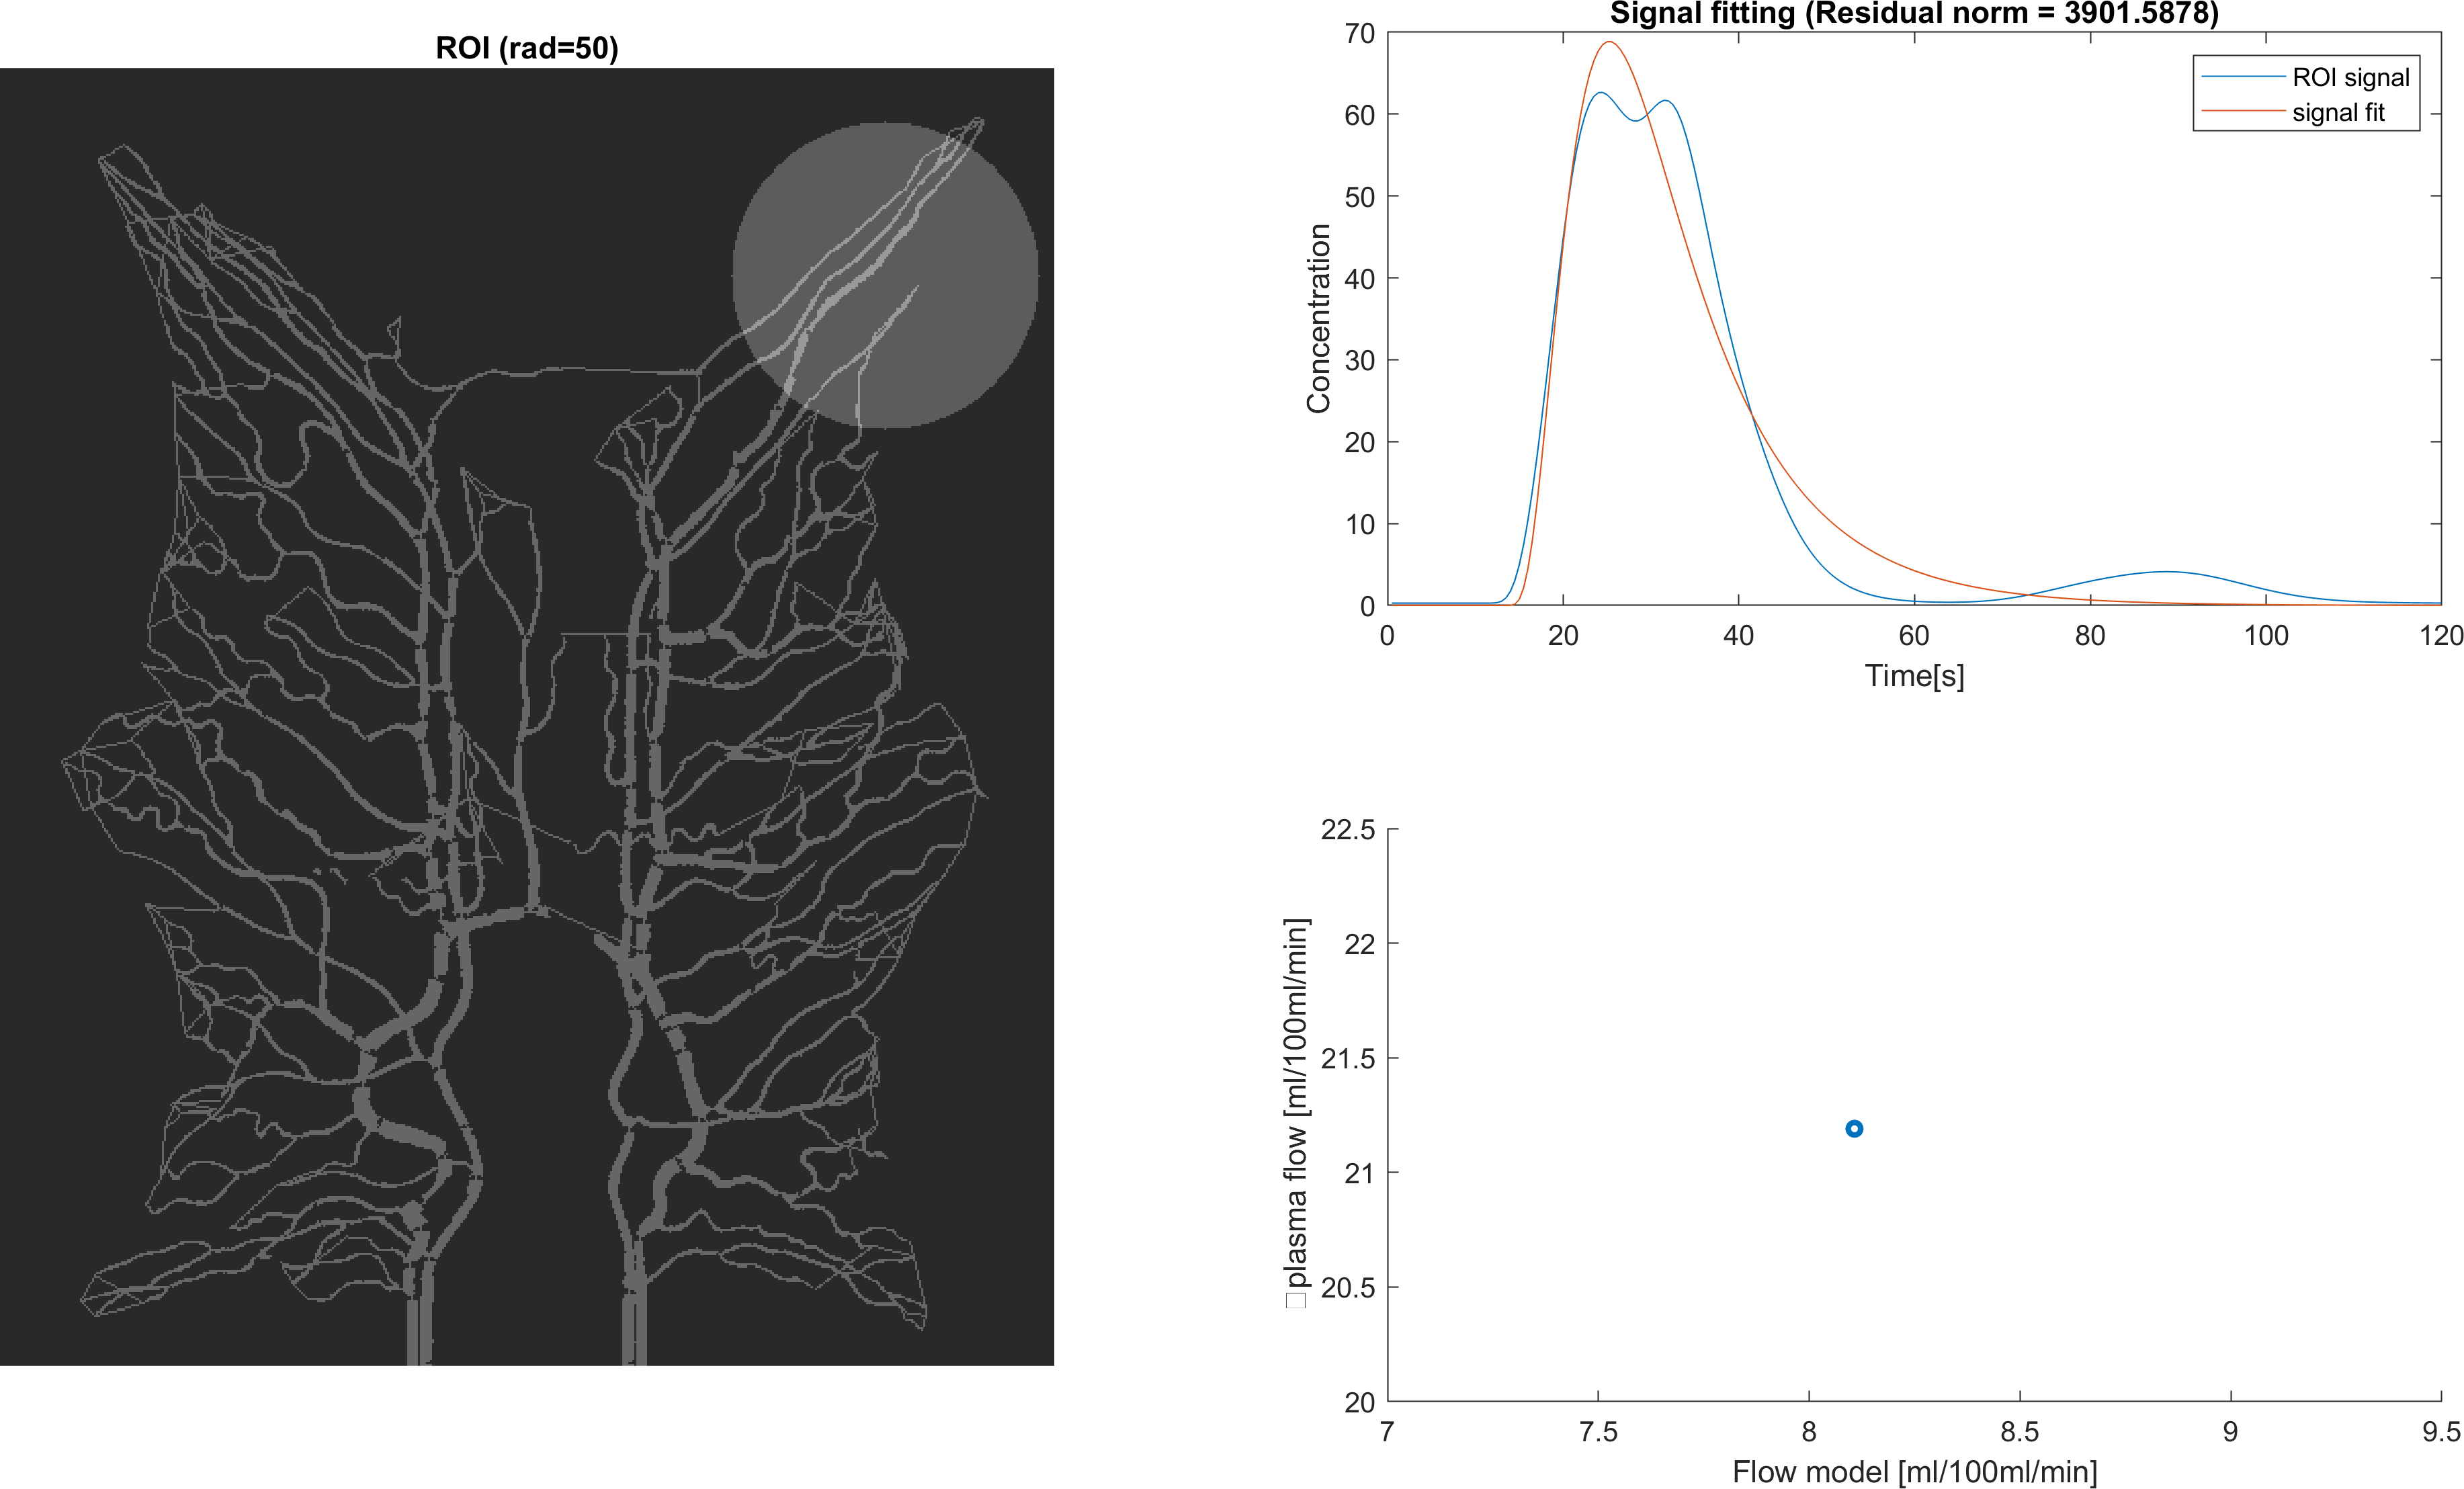 ROI (rad=50)
Signal fitting (Residual norm = 3901.5878)
70
60
50
40
30
20
10
0
Concentration
ROI signal
signal fit
0 20 40 60 80 100 120
Time[s]
22.5
22
21.5
21
20.5
20
□ plasma flow [ml/100ml/min]
7 7.5 8 8.5 9 9.5
Flow model [ml/100ml/min]